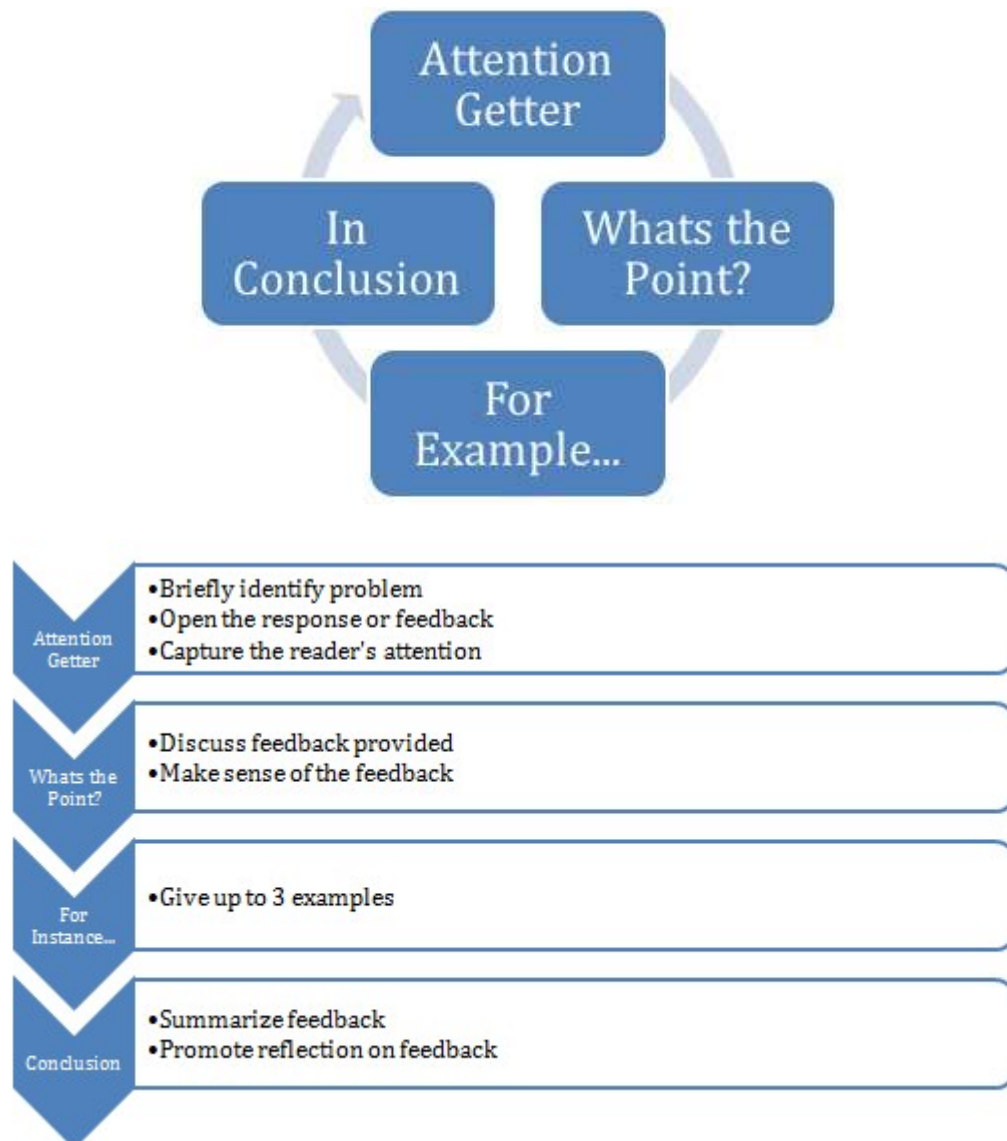 Attention
Getter
In
Conclusion
Whats the
Point?
For
Example...
Attention
Getter
•Briefly identify problem
•Open the response or feedback
•Capture the reader's attention
Whats the
Point?
•Discuss feedback provided
•Make sense of the feedback
For
Instance...
•Give up to 3 examples
Conclusion
•Summarize feedback
•Promote reflection on feedback